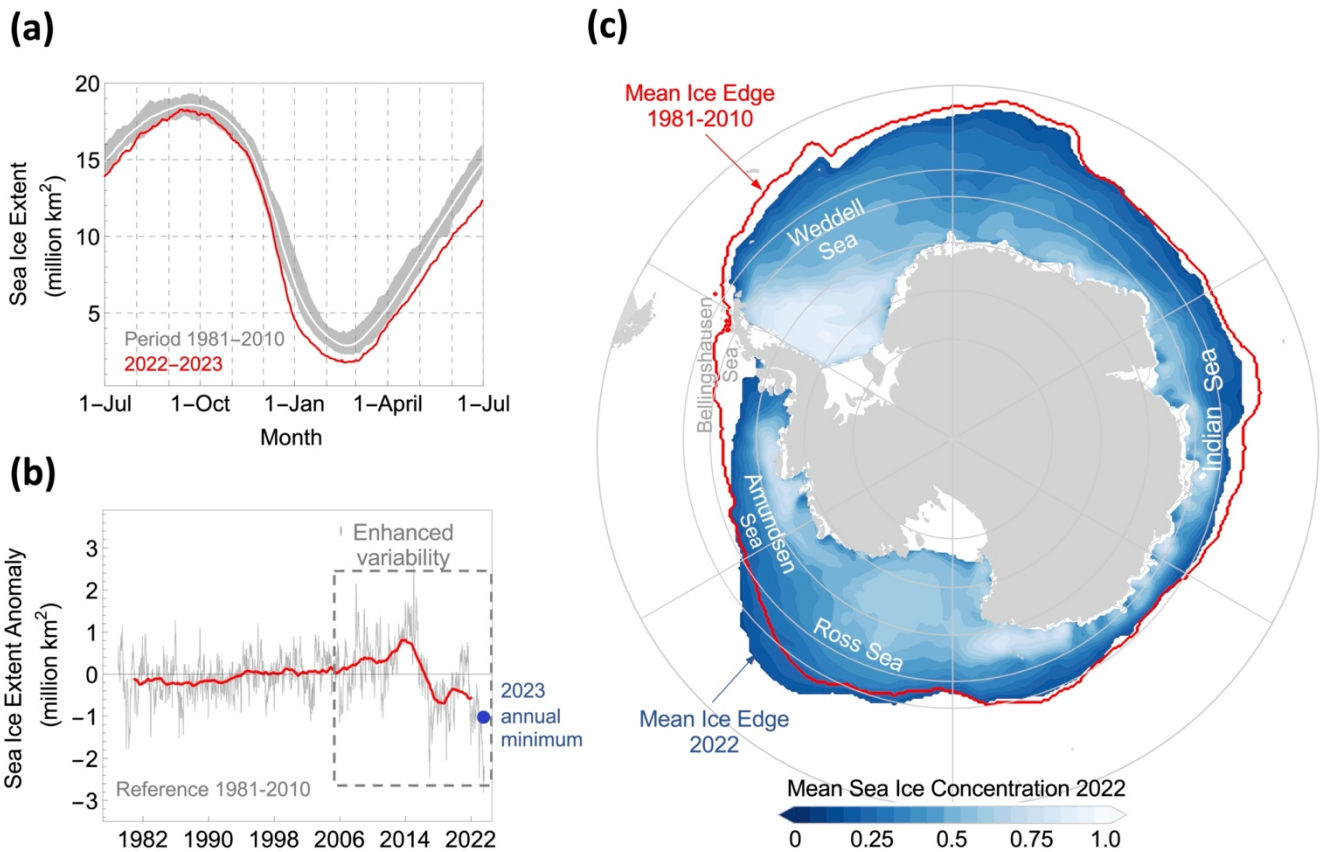 (a)
20
15
10
5
Sea Ice Extent
(million km²)
Period 1981–2010
2022–2023
1–Jul
1–Oct
1–Jan
1–April
1–Jul
Month
(b)
3
2
1
0
−1
−2
−3
Sea Ice Extent Anomaly
(million km²)
Enhanced
variability
2023
annual
minimum
Reference 1981-2010
1982
1990
1998
2006
2014
2022
(c)
Mean Ice Edge
1981-2010
Weddell
Sea
Bellingshausen
Sea
Indian Sea
Amundsen
Sea
Ross Sea
Mean Ice Edge
2022
Mean Sea Ice Concentration 2022
0
0.25
0.5
0.75
1.0